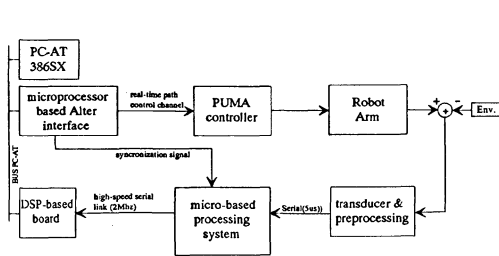 PC-AT
386SX
microprocessor
based Alter
interface
real-time path
control channel
PUMA
controller
Robot
Arm
+
-
+
Env.
syncronization signal
BUS PC-AT
DSP-based
board
high-speed serial
link (2Mhz)
micro-based
processing
system
Serial(5us))
transducer &
preprocessing